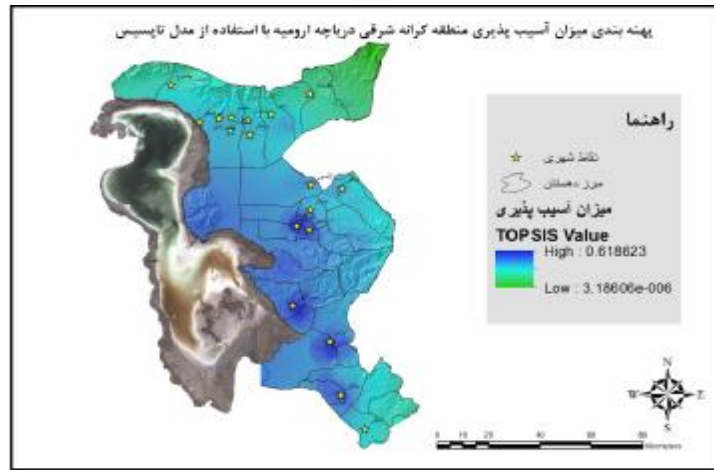 پهنه بندی میزان آسیب پذیری منطقه کرانه شرقی دریاچه ارومیه با استفاده از مدل تاپسیس
راهنما
نقاط شهری
مرز دهستان
میزان آسیب پذیری
TOPSIS Value
High : 0.618623
Low : 3.18606e-006
N
W
E
S
0 10 20 40 60 80
Kilometers